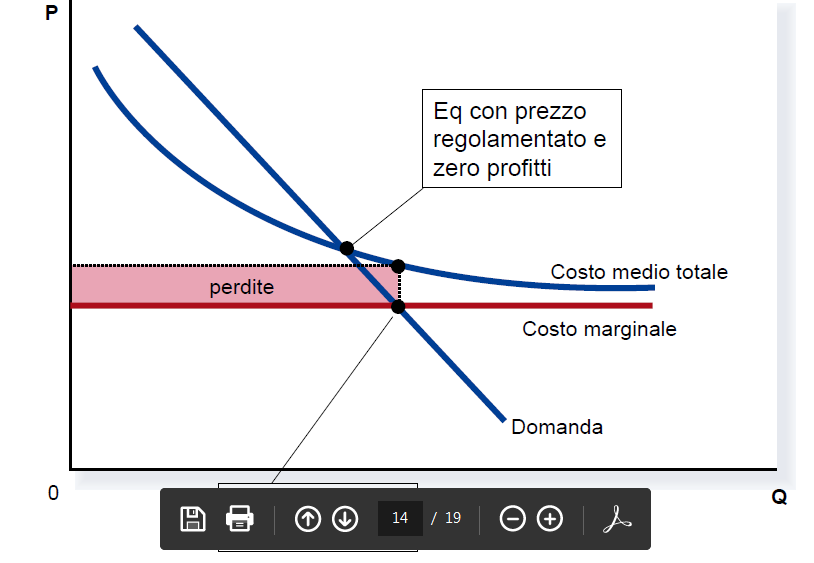 P
Eq con prezzo
regolamentato e
zero profitti
Costo medio totale
perdite
Costo marginale
Domanda
0
Q
14 / 19